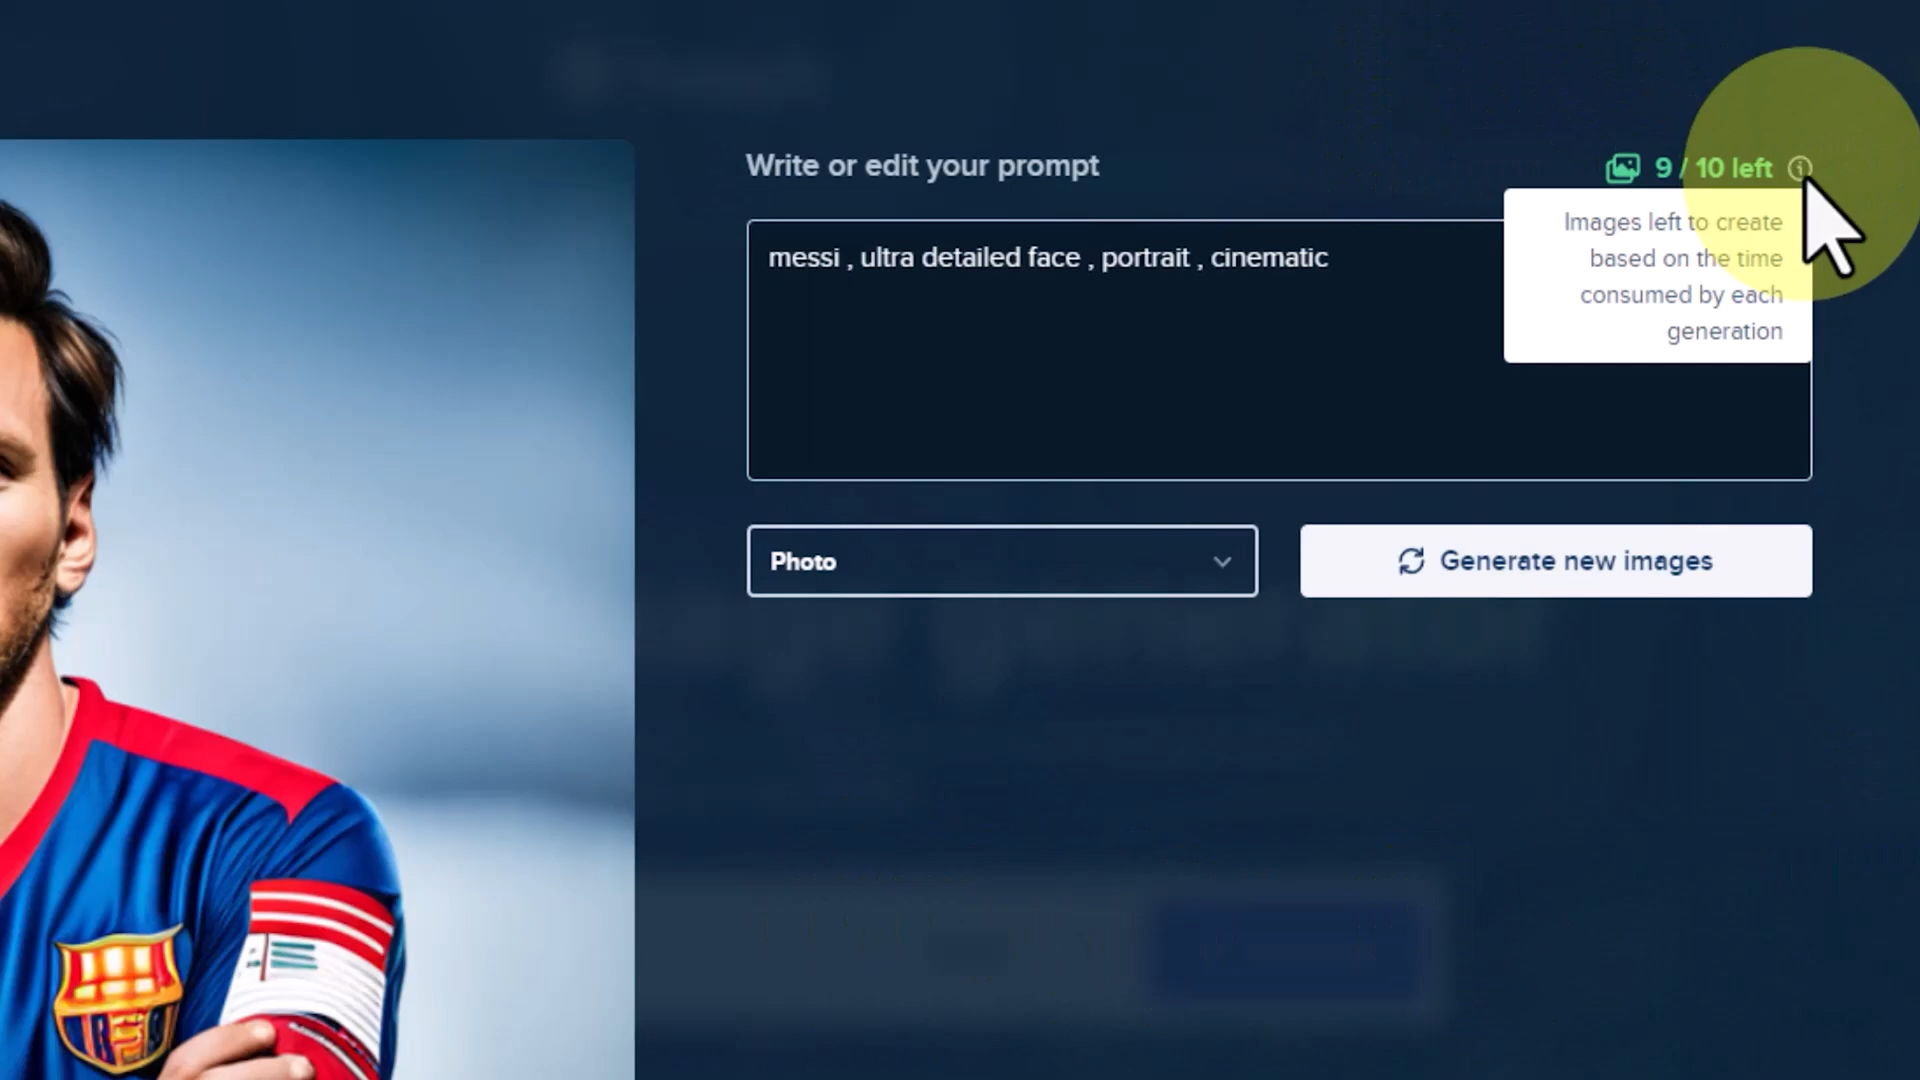 Write or edit your prompt
9 / 10 left
Images left to create
based on the time
consumed by each
generation
messi , ultra detailed face , portrait , cinematic
Photo
Generate new images